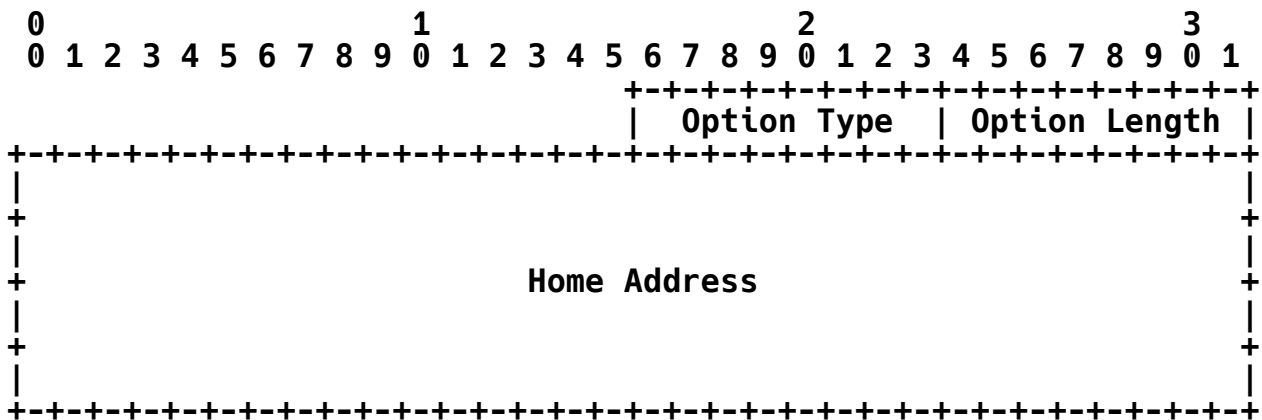 0                   1                   2                   3
 0 1 2 3 4 5 6 7 8 9 0 1 2 3 4 5 6 7 8 9 0 1 2 3 4 5 6 7 8 9 0 1
                                +-+-+-+-+-+-+-+-+-+-+-+-+-+-+-+-+
                                |  Option Type  | Option Length |
+-+-+-+-+-+-+-+-+-+-+-+-+-+-+-+-+-+-+-+-+-+-+-+-+-+-+-+-+-+-+-+-+
|                                                               |
+                                                               +
|                                                               |
+                          Home Address                         +
|                                                               |
+                                                               +
|                                                               |
+-+-+-+-+-+-+-+-+-+-+-+-+-+-+-+-+-+-+-+-+-+-+-+-+-+-+-+-+-+-+-+-+